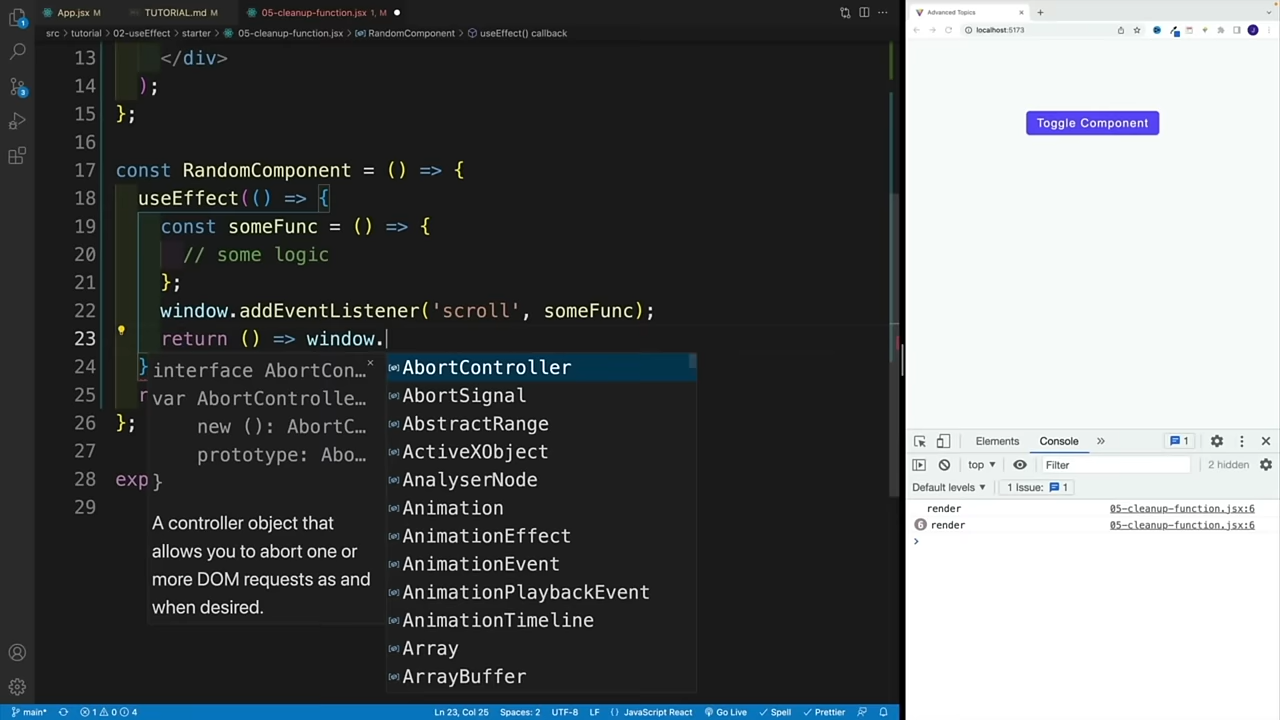 App.jsx M
TUTORIAL.md M
05-cleanup-function.jsx 1, M
src > tutorial > 02-useEffect > starter > 05-cleanup-function.jsx > RandomComponent > useEffect() callback
13 </div>
14 );
15 };
16
17 const RandomComponent = () => {
18 useEffect(() => {
19 const someFunc = () => {
20 // some logic
21 };
22 window.addEventListener('scroll', someFunc);
23 return () => window.
24 }
25 r
26 };
27
28 exp
29
interface AbortCon…
var AbortControlle…
new (): AbortC…
prototype: Abo…
}
A controller object that
allows you to abort one or
more DOM requests as and
when desired.
AbortController
AbortSignal
AbstractRange
ActiveXObject
AnalyserNode
Animation
AnimationEffect
AnimationEvent
AnimationPlaybackEvent
AnimationTimeline
Array
ArrayBuffer
1
3
main* 1 0 4
Ln 23, Col 25 Spaces: 2 UTF-8 LF {} JavaScript React Go Live Spell Prettier
Advanced Topics
localhost:5173
J
Toggle Component
Elements Console » 1
top ▾ Filter 2 hidden
Default levels ▾ 1 Issue: 1
render 05-cleanup-function.jsx:6
6 render 05-cleanup-function.jsx:6
>